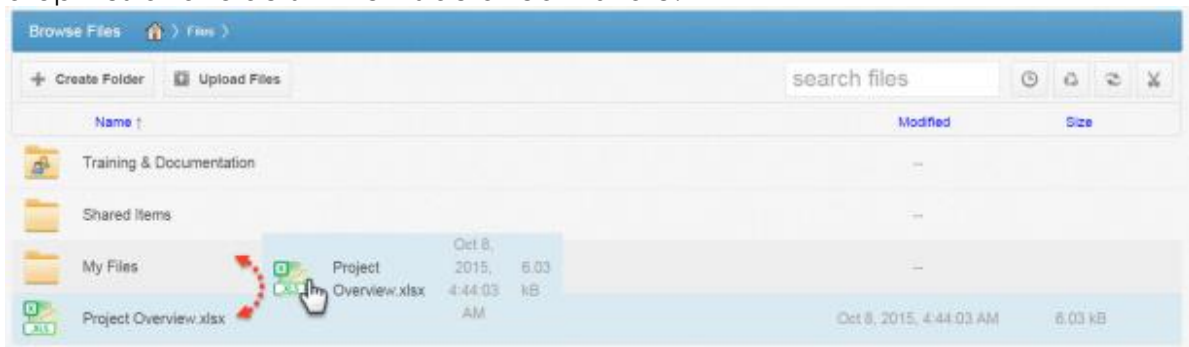 Browse Files > Files >
+ Create Folder Upload Files search files
Name ↑ Modified Size
Training & Documentation --
Shared Items --
My Files --
Project Overview.xlsx Oct 8, 2015, 4:44:03 AM 6.03 kB
XLS
Project Overview.xlsx Oct 8, 2015, 4:44:03 AM 6.03 kB
XLS